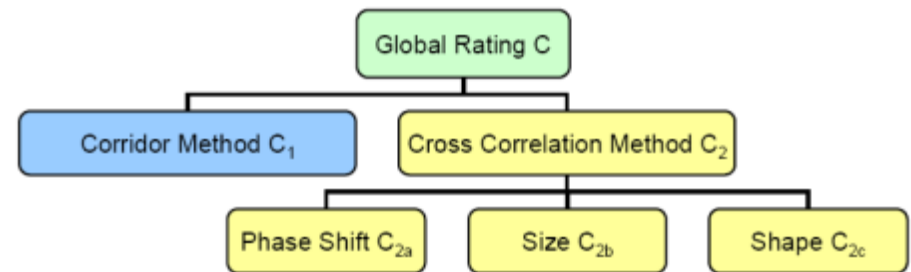 Global Rating C
Corridor Method C₁
Cross Correlation Method C₂
Phase Shift C₂ₐ
Size C₂b
Shape C₂c